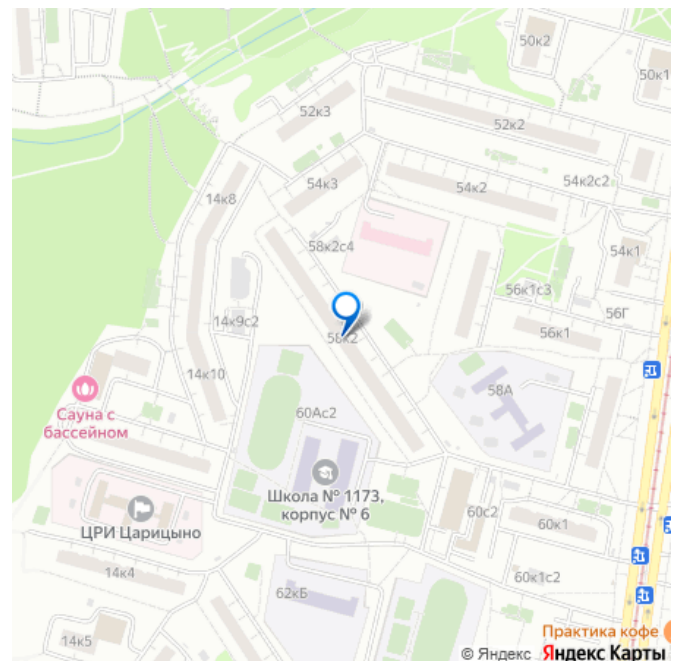 50к2
50к1
52к3
52к2
54к3
54к2
54к2с2
14к8
58к2с4
54к1
56к1с3
56Г
14к9с2
58к2
56к1
14к10
58А
Сауна с
бассейном
60Ас2
Школа № 1173,
корпус № 6
60с2
ЦРИ Царицыно
60к1
14к4
60к1с2
62кБ
14к5
Практика кофе
© Яндекс Яндекс Карты